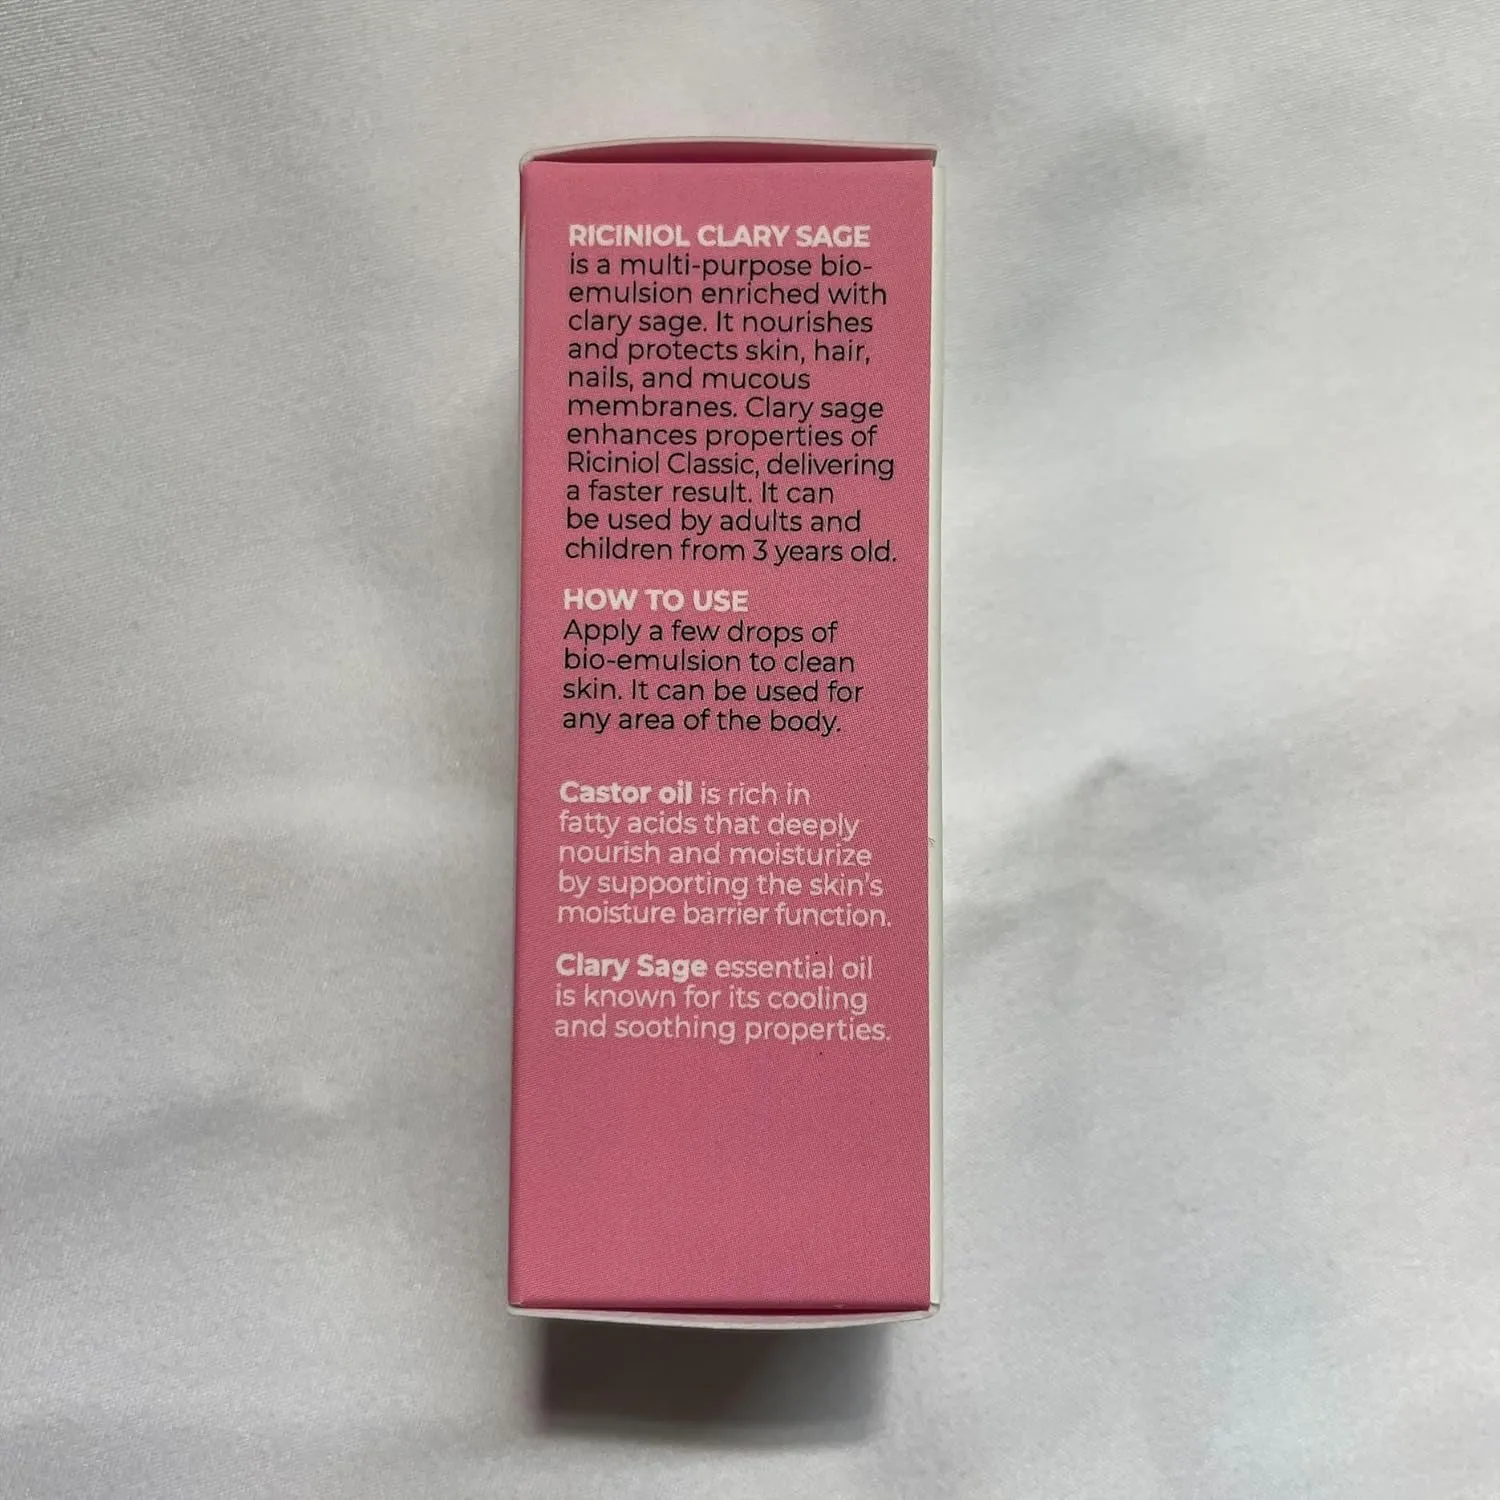 RICINIOL CLARY SAGE
is a multi-purpose bio-
emulsion enriched with
clary sage. It nourishes
and protects skin, hair,
nails, and mucous
membranes. Clary sage
enhances properties of
Riciniol Classic, delivering
a faster result. It can
be used by adults and
children from 3 years old.
HOW TO USE
Apply a few drops of
bio-emulsion to clean
skin. It can be used for
any area of the body.
Castor oil is rich in
fatty acids that deeply
nourish and moisturize
by supporting the skin's
moisture barrier function.
Clary Sage essential oil
is known for its cooling
and soothing properties.